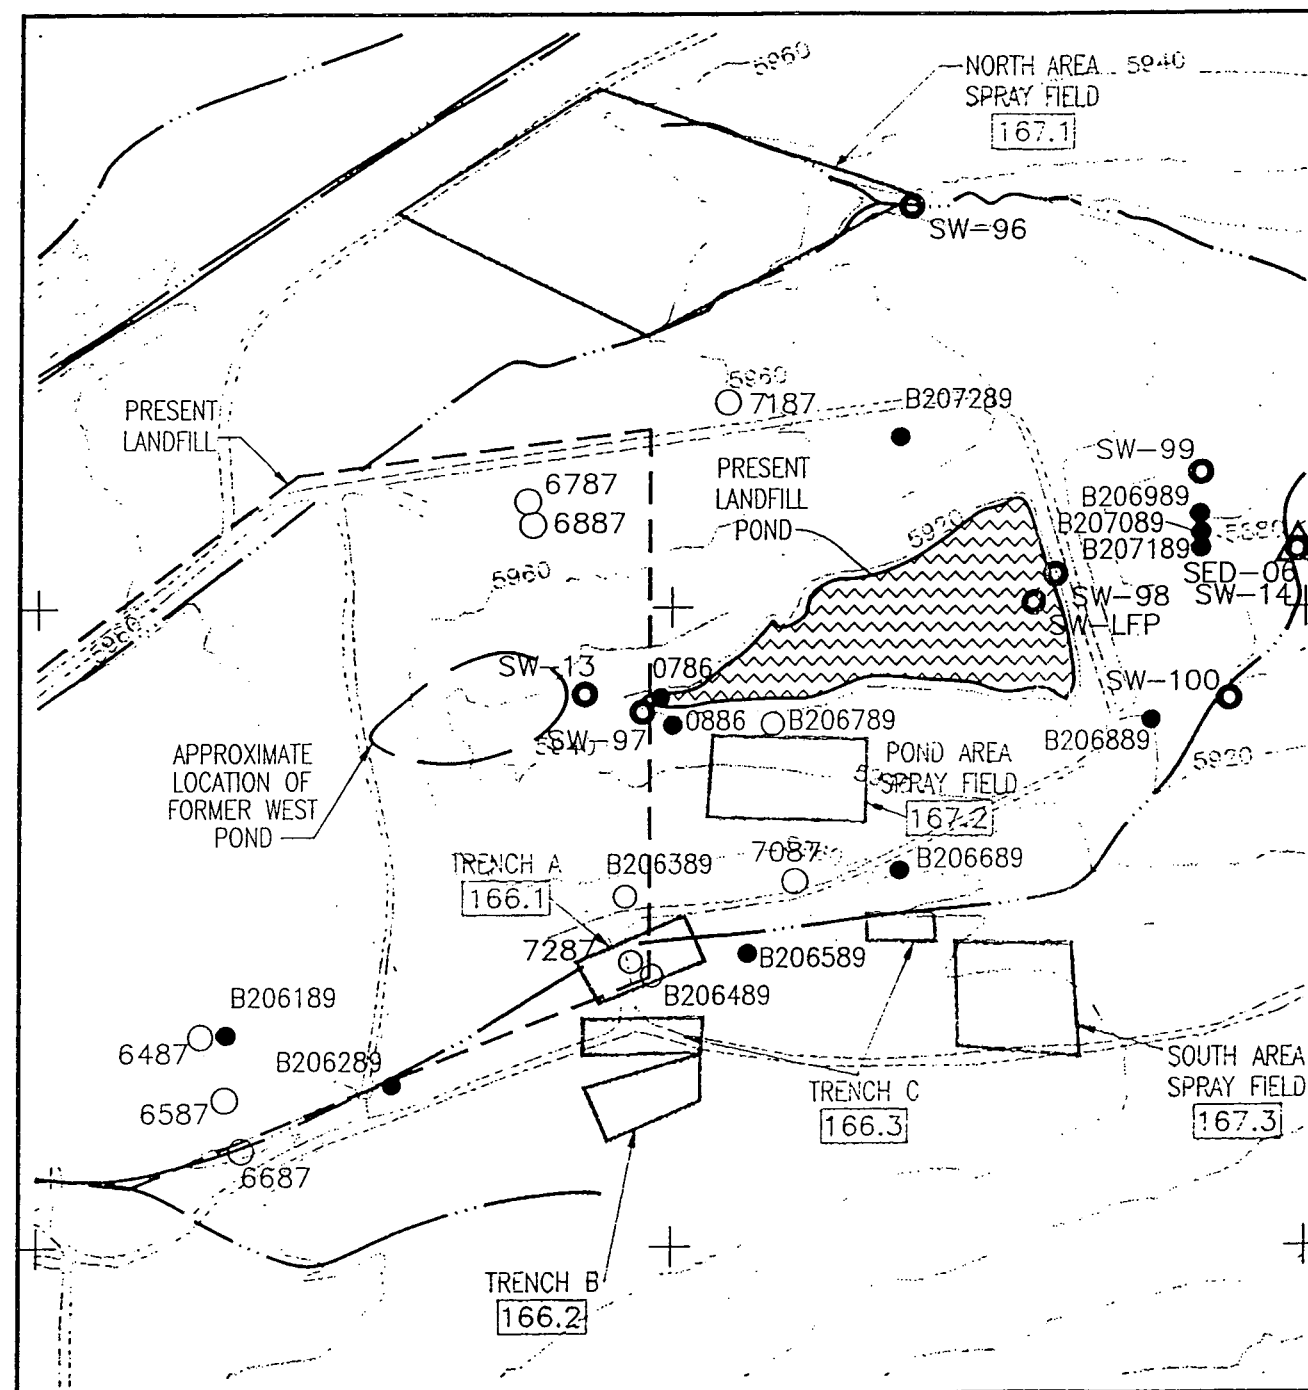 5960
NORTH AREA
SPRAY FIELD
167.1
5940
SW-96
5960
7187
B207289
PRESENT
LANDFILL
6787
6887
PRESENT
LANDFILL
POND
SW-99
B206989
B207089
B207189
5880
SED-06
SW-14
5920
5960
5960
SW-98
SW-LFP
SW-13
0786
SW-97
0886
B206789
SW-100
B206889
5920
APPROXIMATE
LOCATION OF
FORMER WEST
POND
POND AREA
SPRAY FIELD
167.2
TRENCH A
166.1
B206389
7087
B206689
7287
B206589
B206489
B206189
6487
B206289
6587
6687
TRENCH C
166.3
SOUTH AREA
SPRAY FIELD
167.3
TRENCH B
166.2